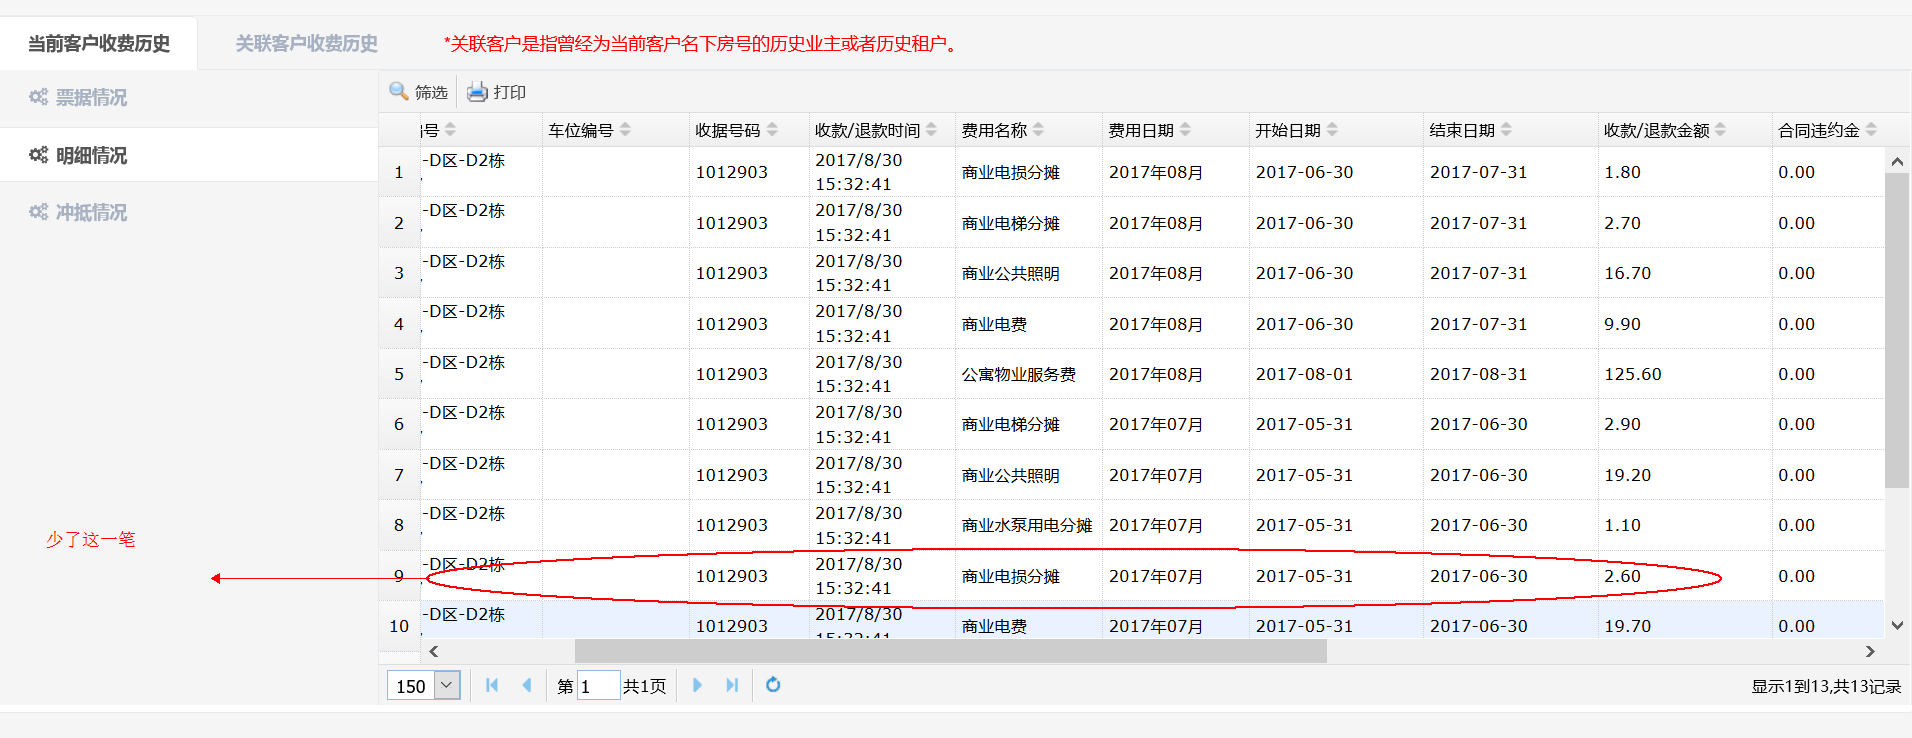 当前客户收费历史 关联客户收费历史 *关联客户是指曾经为当前客户名下房号的历史业主或者历史租户。
票据情况
明细情况
冲抵情况
筛选 打印
号 车位编号 收据号码 收款/退款时间 费用名称 费用日期 开始日期 结束日期 收款/退款金额 合同违约金
1 -D区-D2栋 1012903 2017/8/30 15:32:41 商业电损分摊 2017年08月 2017-06-30 2017-07-31 1.80 0.00
2 -D区-D2栋 1012903 2017/8/30 15:32:41 商业电梯分摊 2017年08月 2017-06-30 2017-07-31 2.70 0.00
3 -D区-D2栋 1012903 2017/8/30 15:32:41 商业公共照明 2017年08月 2017-06-30 2017-07-31 16.70 0.00
4 -D区-D2栋 1012903 2017/8/30 15:32:41 商业电费 2017年08月 2017-06-30 2017-07-31 9.90 0.00
5 -D区-D2栋 1012903 2017/8/30 15:32:41 公寓物业服务费 2017年08月 2017-08-01 2017-08-31 125.60 0.00
6 -D区-D2栋 1012903 2017/8/30 15:32:41 商业电梯分摊 2017年07月 2017-05-31 2017-06-30 2.90 0.00
7 -D区-D2栋 1012903 2017/8/30 15:32:41 商业公共照明 2017年07月 2017-05-31 2017-06-30 19.20 0.00
8 -D区-D2栋 1012903 2017/8/30 15:32:41 商业水泵用电分摊 2017年07月 2017-05-31 2017-06-30 1.10 0.00
少了这一笔
9 -D区-D2栋 1012903 2017/8/30 15:32:41 商业电损分摊 2017年07月 2017-05-31 2017-06-30 2.60 0.00
10 -D区-D2栋 1012903 2017/8/30 15:32:41 商业电费 2017年07月 2017-05-31 2017-06-30 19.70 0.00
150 第 1 共1页 显示1到13,共13记录